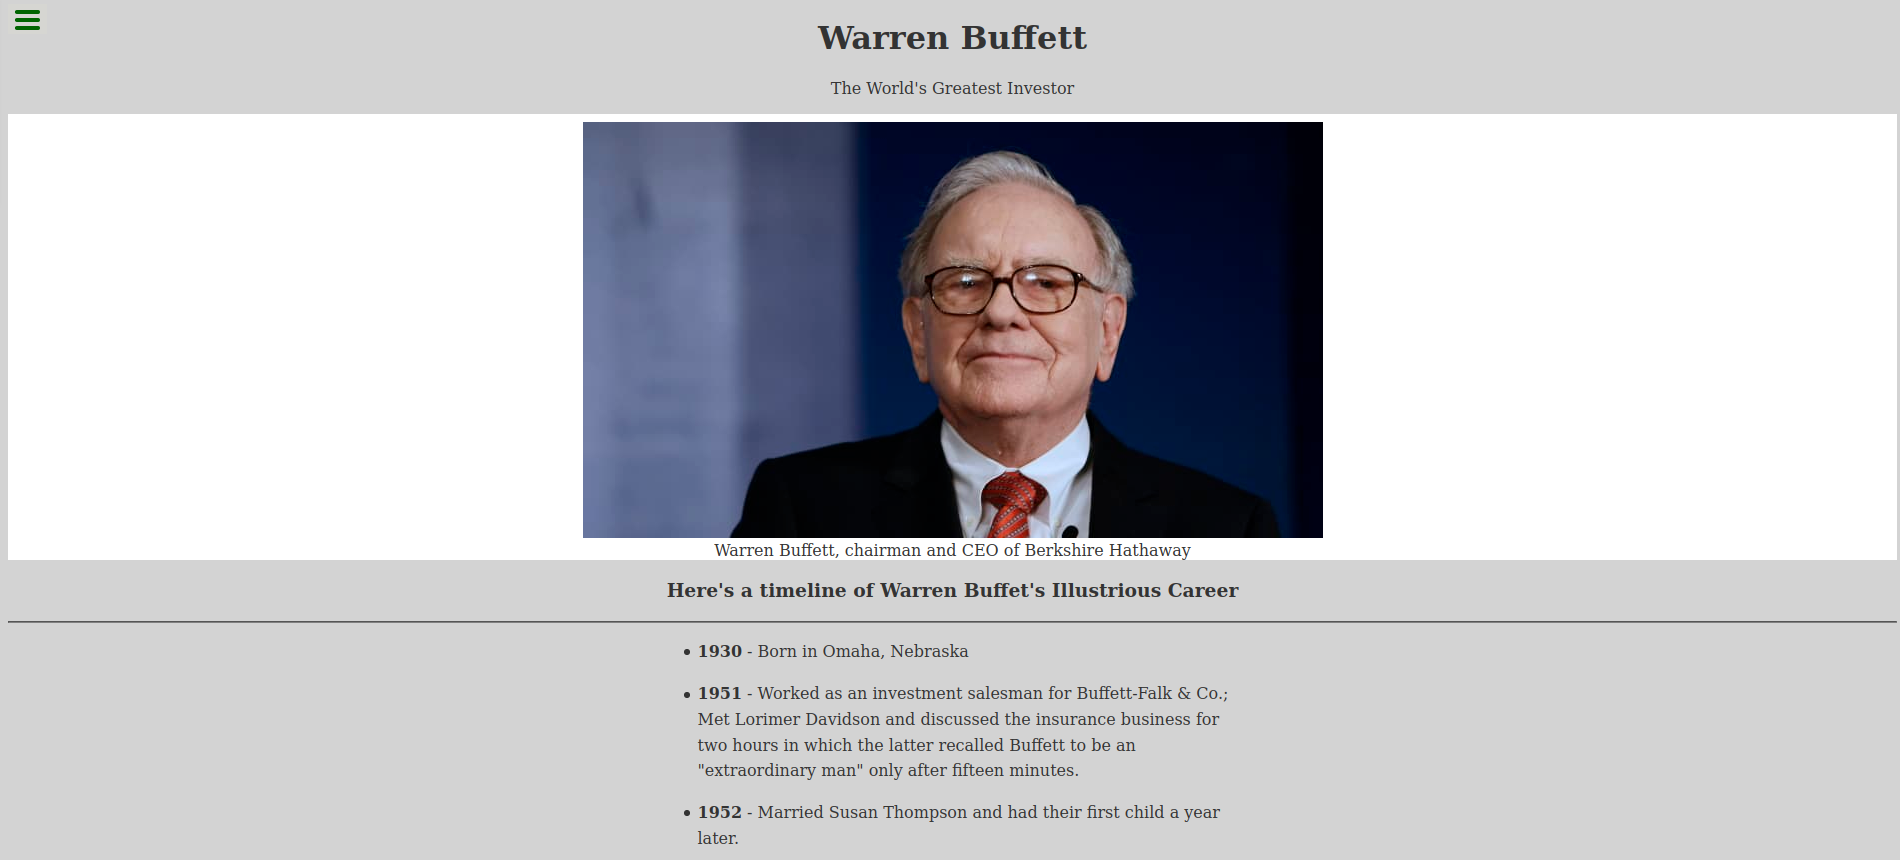 Warren Buffett
The World's Greatest Investor
Warren Buffett, chairman and CEO of Berkshire Hathaway
Here's a timeline of Warren Buffet's Illustrious Career
• 1930 - Born in Omaha, Nebraska
• 1951 - Worked as an investment salesman for Buffett-Falk & Co.;
Met Lorimer Davidson and discussed the insurance business for
two hours in which the latter recalled Buffett to be an
"extraordinary man" only after fifteen minutes.
• 1952 - Married Susan Thompson and had their first child a year
later.